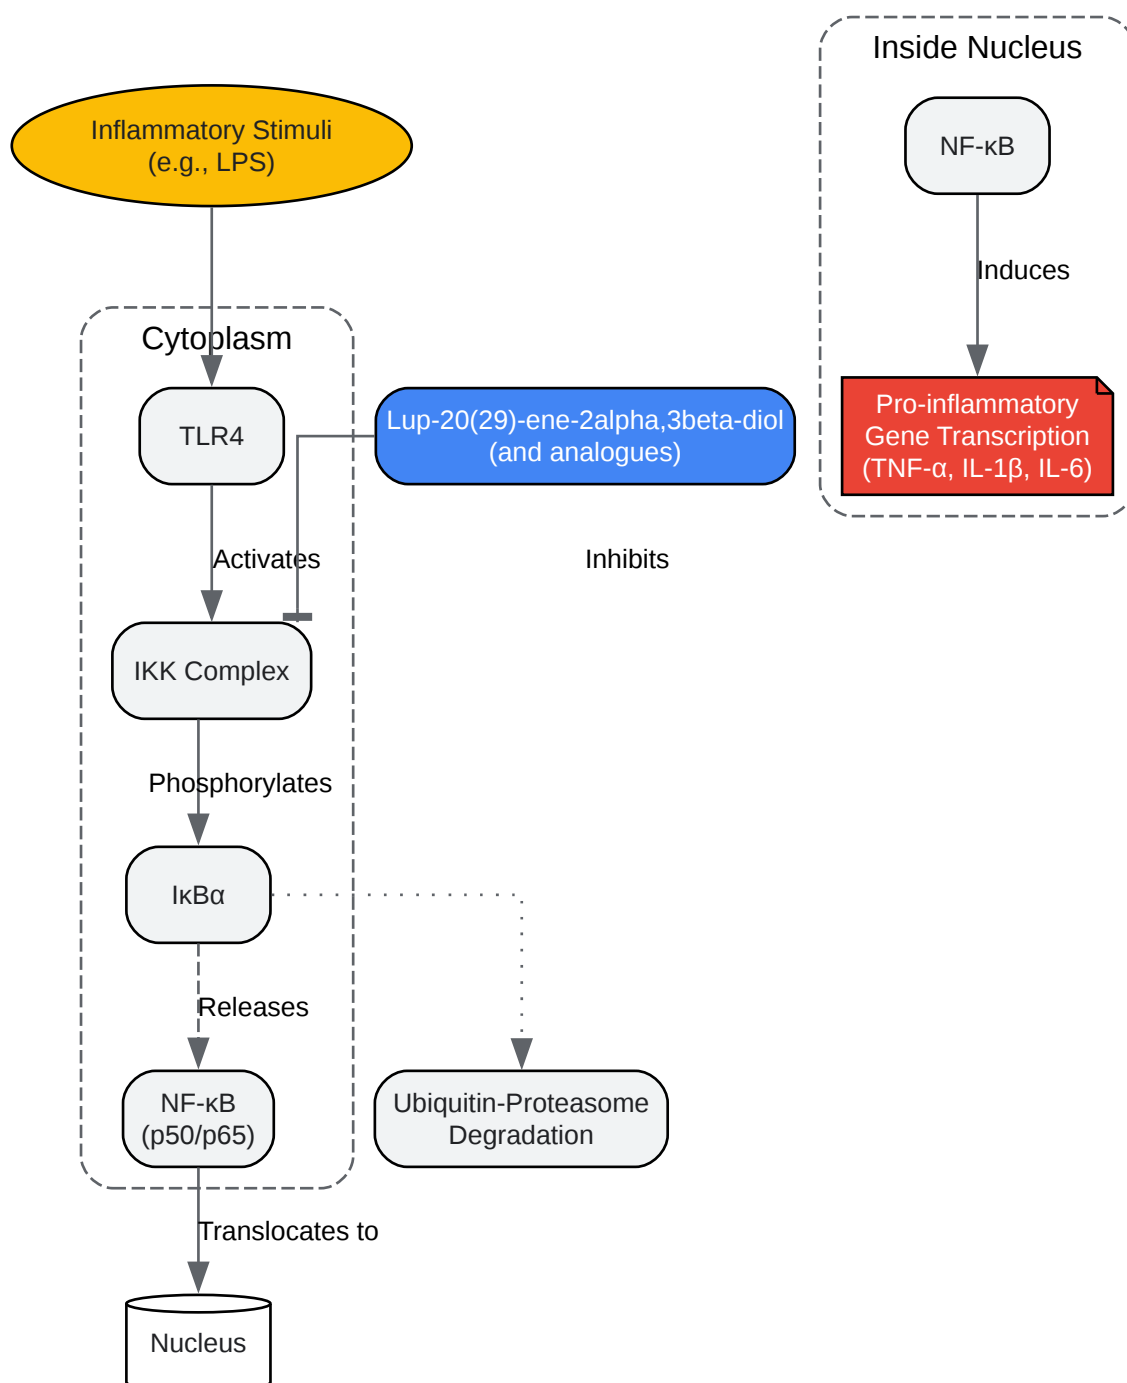 Inside Nucleus
NF-κB
Induces
Pro-inflammatory
Gene Transcription
(TNF-α, IL-1β, IL-6)
Inflammatory Stimuli
(e.g., LPS)
Cytoplasm
TLR4
Lup-20(29)-ene-2alpha,3beta-diol
(and analogues)
Activates
Inhibits
IKK Complex
Phosphorylates
IκBα
Releases
NF-κB
(p50/p65)
Ubiquitin-Proteasome
Degradation
Translocates to
Nucleus